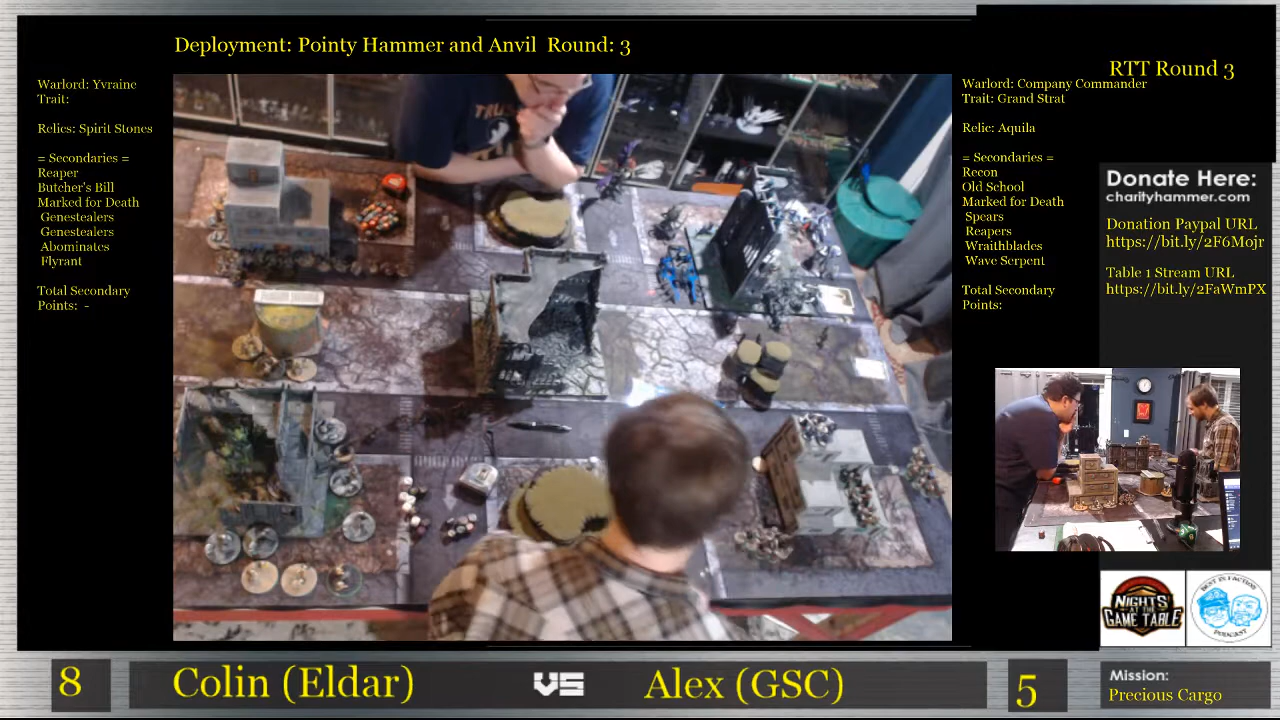 Deployment: Pointy Hammer and Anvil Round: 3
RTT Round 3
Warlord: Yvraine
Trait:
Relics: Spirit Stones
= Secondaries =
Reaper
Butcher's Bill
Marked for Death
Genestealers
Genestealers
Abominates
Flyrant
Total Secondary
Points: -
Warlord: Company Commander
Trait: Grand Strat
Relic: Aquila
= Secondaries =
Recon
Old School
Marked for Death
Spears
Reapers
Wraithblades
Wave Serpent
Total Secondary
Points:
Donate Here:
charityhammer.com
Donation Paypal URL
https://bit.ly/2F6Mojr
Table 1 Stream URL
https://bit.ly/2FaWmPX
NIGHTS
AT THE
GAME TABLE
BEST IN FACTION
PODCAST
8
Colin (Eldar)
VS
Alex (GSC)
5
Mission:
Precious Cargo